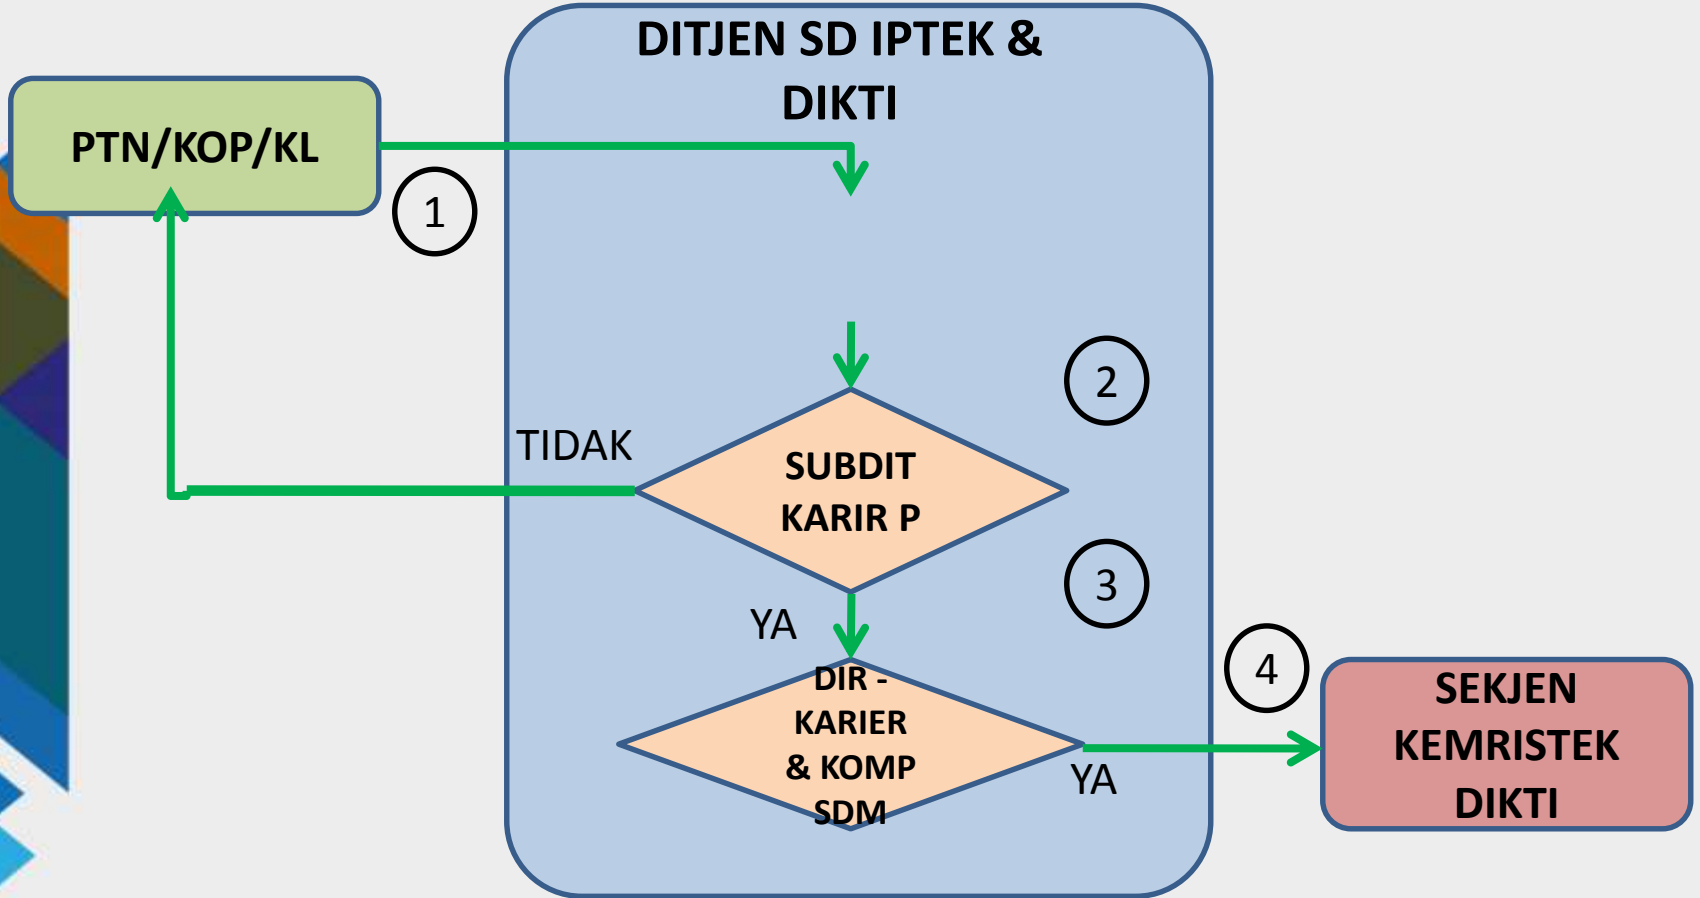 DITJEN SD IPTEK &
DIKTI
PTN/KOP/KL
1
2
TIDAK
SUBDIT
KARIR P
3
YA
DIR -
KARIER
& KOMP
SDM
YA
4
SEKJEN
KEMRISTEK
DIKTI